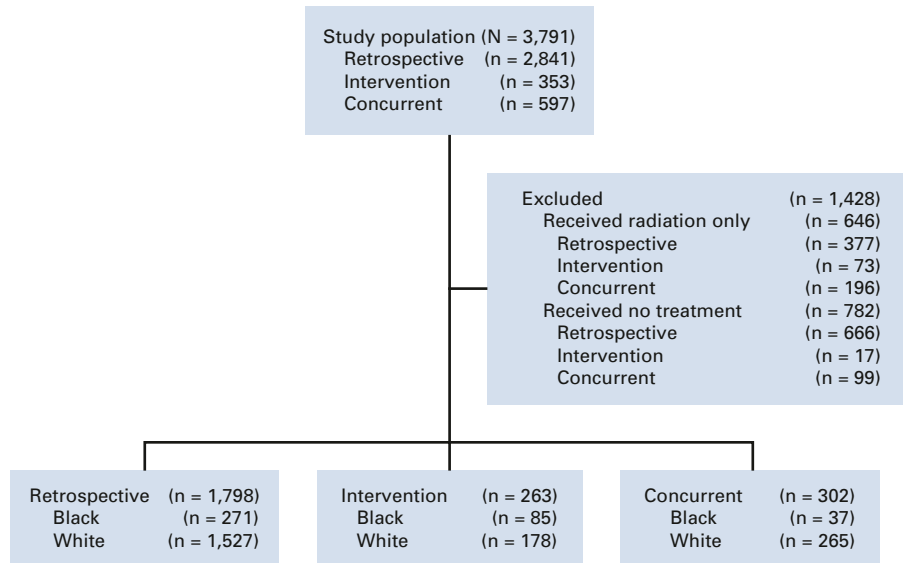 Study population (N = 3,791)
Retrospective (n = 2,841)
Intervention (n = 353)
Concurrent (n = 597)
Excluded (n = 1,428)
Received radiation only (n = 646)
Retrospective (n = 377)
Intervention (n = 73)
Concurrent (n = 196)
Received no treatment (n = 782)
Retrospective (n = 666)
Intervention (n = 17)
Concurrent (n = 99)
Retrospective (n = 1,798)
Black (n = 271)
White (n = 1,527)
Intervention (n = 263)
Black (n = 85)
White (n = 178)
Concurrent (n = 302)
Black (n = 37)
White (n = 265)